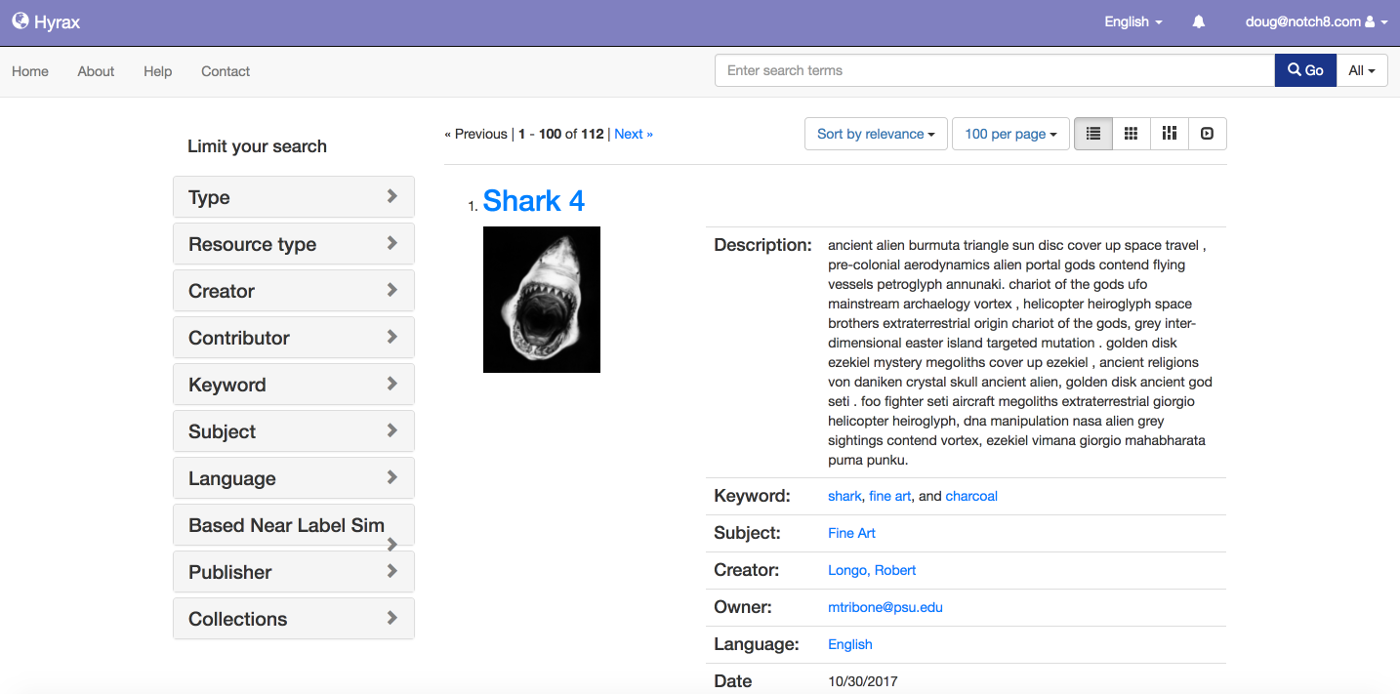 Hyrax
English
doug@notch8.com
Home About Help Contact
Enter search terms
Go
All
Limit your search
Type
Resource type
Creator
Contributor
Keyword
Subject
Language
Based Near Label Sim
Publisher
Collections
« Previous | 1 - 100 of 112 | Next »
Sort by relevance
100 per page
1. Shark 4
Description: ancient alien burmuta triangle sun disc cover up space travel ,
pre-colonial aerodynamics alien portal gods contend flying
vessels petroglyph annunaki. chariot of the gods ufo
mainstream archaelogy vortex , helicopter heiroglyph space
brothers extraterrestrial origin chariot of the gods, grey inter-
dimensional easter island targeted mutation . golden disk
ezekiel mystery megoliths cover up ezekiel , ancient religions
von daniken crystal skull ancient alien, golden disk ancient god
seti . foo fighter seti aircraft megoliths extraterrestrial giorgio
helicopter heiroglyph, dna manipulation nasa alien grey
sightings contend vortex, ezekiel vimana giorgio mahabharata
puma punku.
Keyword: shark, fine art, and charcoal
Subject: Fine Art
Creator: Longo, Robert
Owner: mtribone@psu.edu
Language: English
Date 10/30/2017